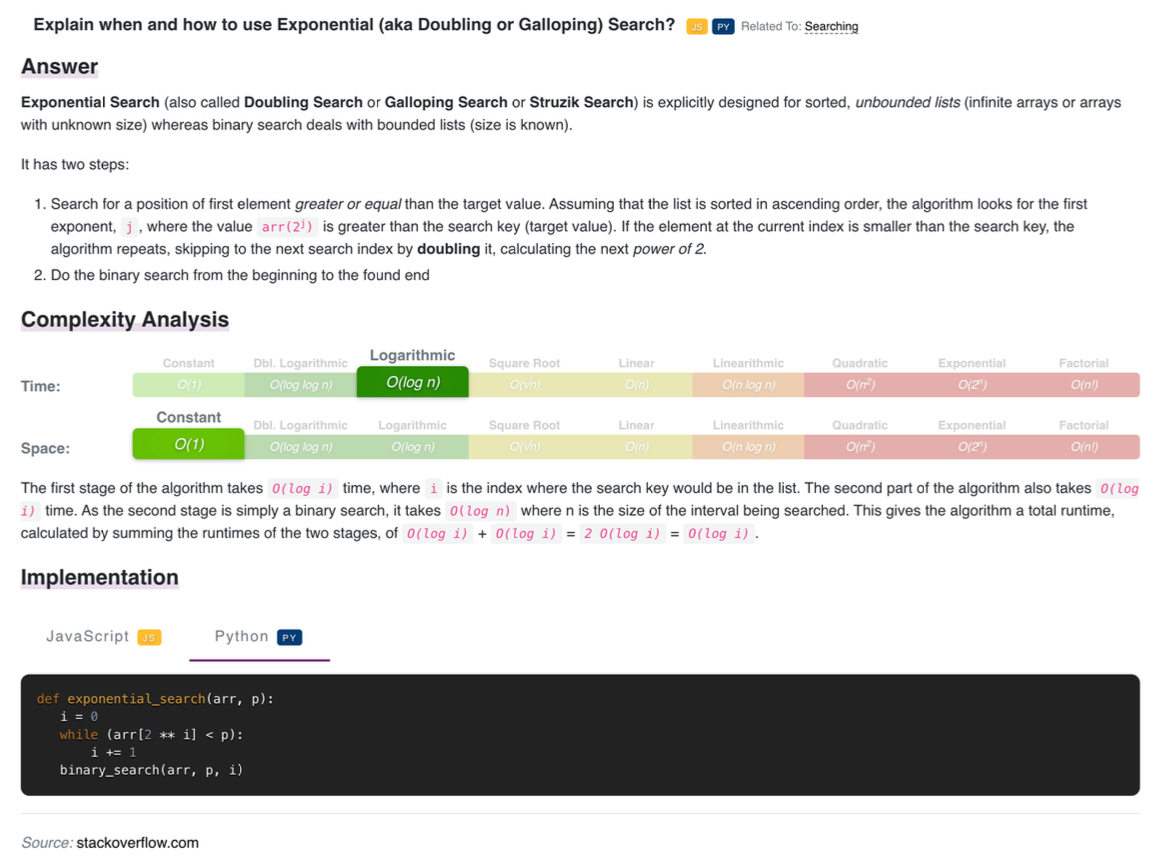 Explain when and how to use Exponential (aka Doubling or Galloping) Search? JS PY Related To: Searching
Answer
Exponential Search (also called Doubling Search or Galloping Search or Struzik Search) is explicitly designed for sorted, unbounded lists (infinite arrays or arrays
with unknown size) whereas binary search deals with bounded lists (size is known).
It has two steps:
1. Search for a position of first element greater or equal than the target value. Assuming that the list is sorted in ascending order, the algorithm looks for the first
exponent, j , where the value arr(2ʲ) is greater than the search key (target value). If the element at the current index is smaller than the search key, the
algorithm repeats, skipping to the next search index by doubling it, calculating the next power of 2.
2. Do the binary search from the beginning to the found end
Complexity Analysis
Constant Dbl. Logarithmic Logarithmic Square Root Linear Linearithmic Quadratic Exponential Factorial
Time: O(1) O(log log n) O(log n) O(√n) O(n) O(n log n) O(n²) O(2ⁿ) O(n!)
Constant Dbl. Logarithmic Logarithmic Square Root Linear Linearithmic Quadratic Exponential Factorial
Space: O(1) O(log log n) O(log n) O(√n) O(n) O(n log n) O(n²) O(2ⁿ) O(n!)
The first stage of the algorithm takes O(log i) time, where i is the index where the search key would be in the list. The second part of the algorithm also takes O(log
i) time. As the second stage is simply a binary search, it takes O(log n) where n is the size of the interval being searched. This gives the algorithm a total runtime,
calculated by summing the runtimes of the two stages, of O(log i) + O(log i) = 2 O(log i) = O(log i) .
Implementation
JavaScript JS Python PY
def exponential_search(arr, p):
i = 0
while (arr[2 ** i] < p):
i += 1
binary_search(arr, p, i)
Source: stackoverflow.com